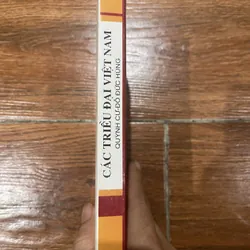 CÁC TRIỀU ĐẠI VIỆT NAM
QUỲNH CƯ-ĐỖ ĐỨC HÙNG